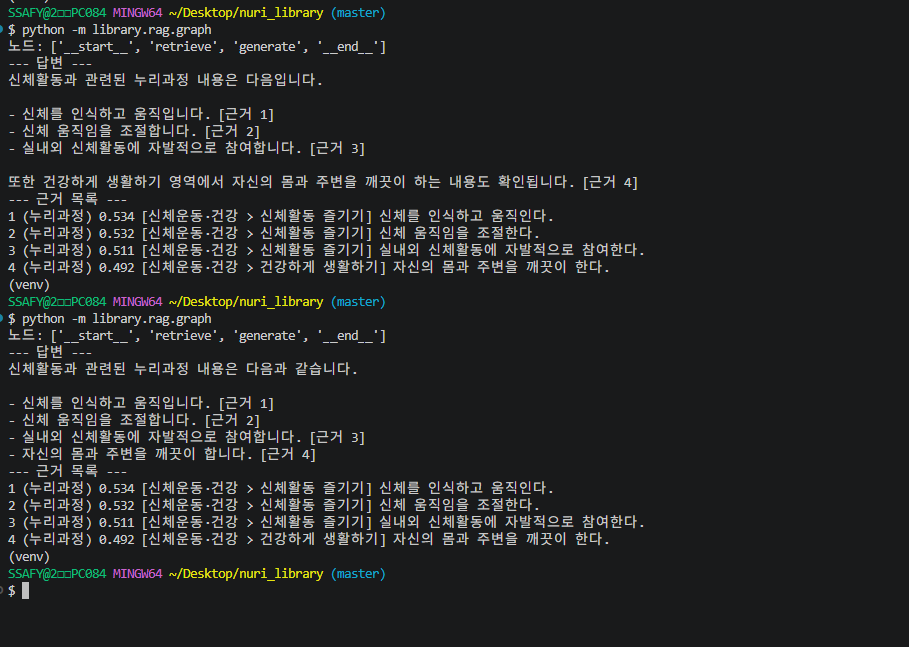 SSAFY@2□□PC084 MINGW64 ~/Desktop/nuri_library (master)
$ python -m library.rag.graph
노드: ['__start__', 'retrieve', 'generate', '__end__']
--- 답변 ---
신체활동과 관련된 누리과정 내용은 다음입니다.
- 신체를 인식하고 움직입니다. [근거 1]
- 신체 움직임을 조절합니다. [근거 2]
- 실내외 신체활동에 자발적으로 참여합니다. [근거 3]
또한 건강하게 생활하기 영역에서 자신의 몸과 주변을 깨끗이 하는 내용도 확인됩니다. [근거 4]
--- 근거 목록 ---
1 (누리과정) 0.534 [신체운동·건강 > 신체활동 즐기기] 신체를 인식하고 움직인다.
2 (누리과정) 0.532 [신체운동·건강 > 신체활동 즐기기] 신체 움직임을 조절한다.
3 (누리과정) 0.511 [신체운동·건강 > 신체활동 즐기기] 실내외 신체활동에 자발적으로 참여한다.
4 (누리과정) 0.492 [신체운동·건강 > 건강하게 생활하기] 자신의 몸과 주변을 깨끗이 한다.
(venv)
SSAFY@2□□PC084 MINGW64 ~/Desktop/nuri_library (master)
$ python -m library.rag.graph
노드: ['__start__', 'retrieve', 'generate', '__end__']
--- 답변 ---
신체활동과 관련된 누리과정 내용은 다음과 같습니다.
- 신체를 인식하고 움직입니다. [근거 1]
- 신체 움직임을 조절합니다. [근거 2]
- 실내외 신체활동에 자발적으로 참여합니다. [근거 3]
- 자신의 몸과 주변을 깨끗이 합니다. [근거 4]
--- 근거 목록 ---
1 (누리과정) 0.534 [신체운동·건강 > 신체활동 즐기기] 신체를 인식하고 움직인다.
2 (누리과정) 0.532 [신체운동·건강 > 신체활동 즐기기] 신체 움직임을 조절한다.
3 (누리과정) 0.511 [신체운동·건강 > 신체활동 즐기기] 실내외 신체활동에 자발적으로 참여한다.
4 (누리과정) 0.492 [신체운동·건강 > 건강하게 생활하기] 자신의 몸과 주변을 깨끗이 한다.
(venv)
SSAFY@2□□PC084 MINGW64 ~/Desktop/nuri_library (master)
$